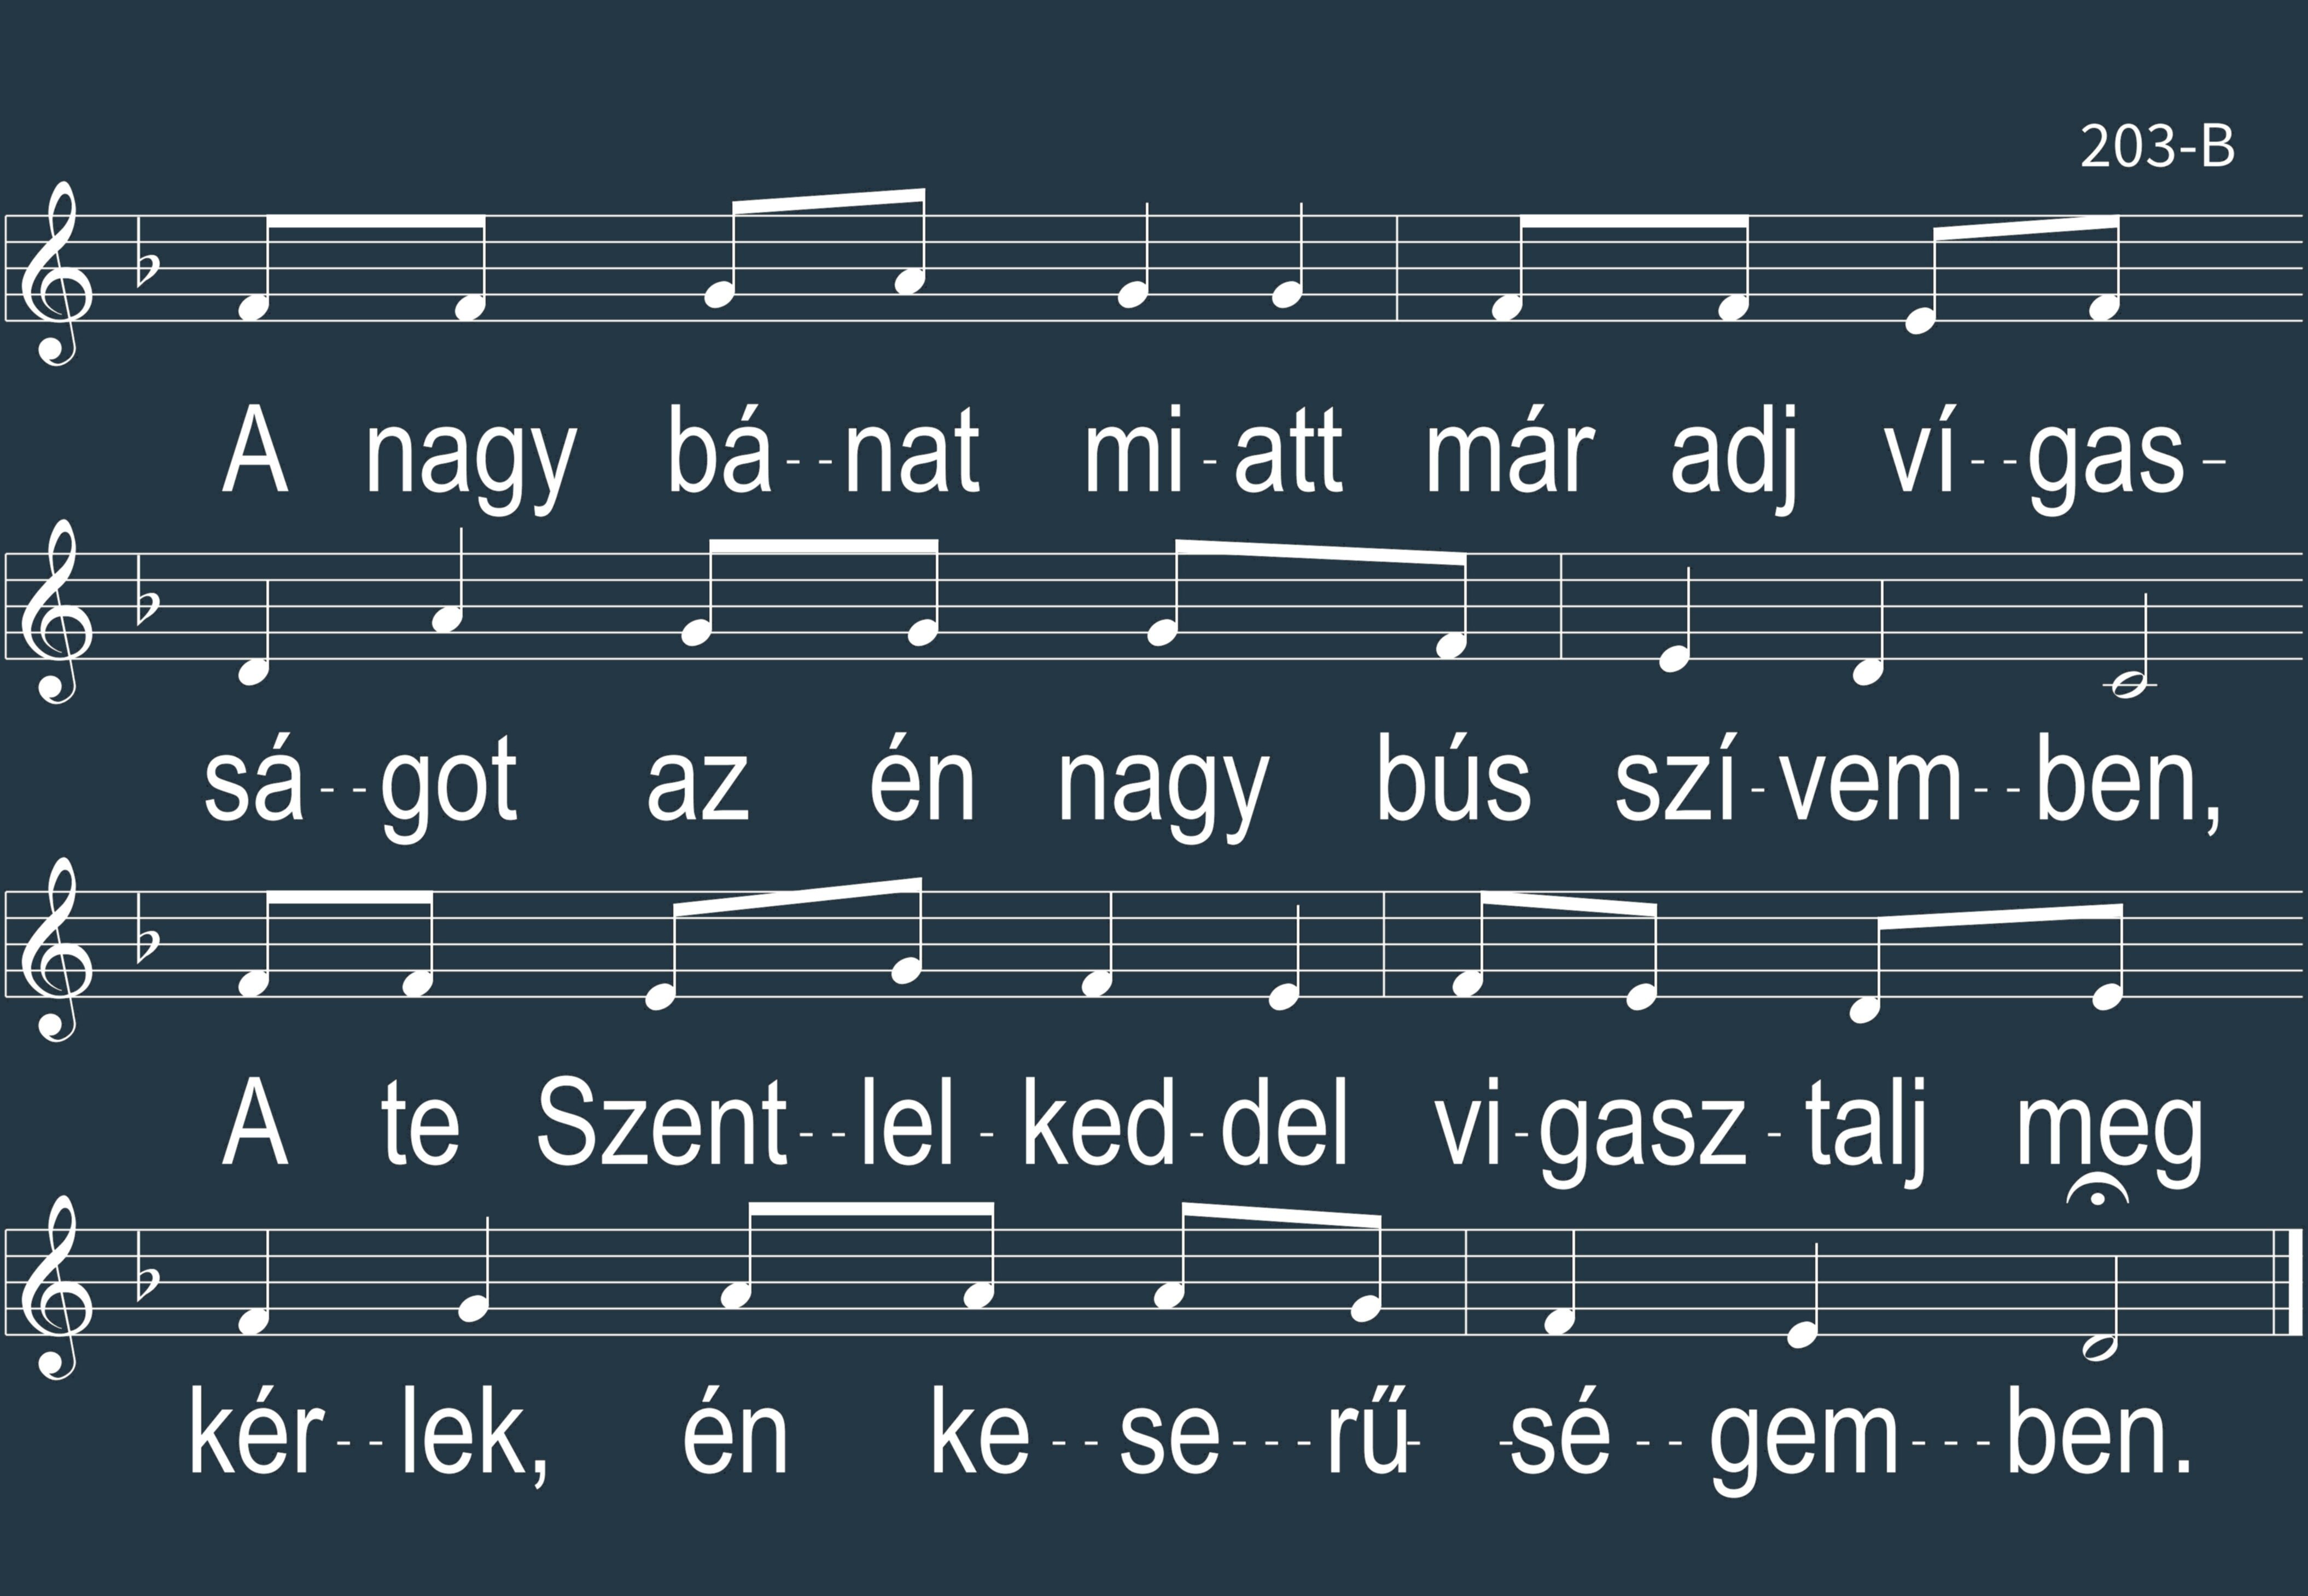 203-B
A nagy bá--nat mi-att már adj ví--gas-
sá--got az én nagy bús szí-vem--ben,
A te Szent--lel-ked-del vi-gasz-talj meg
kér--lek, én ke--se---rű- -sé--gem---ben.